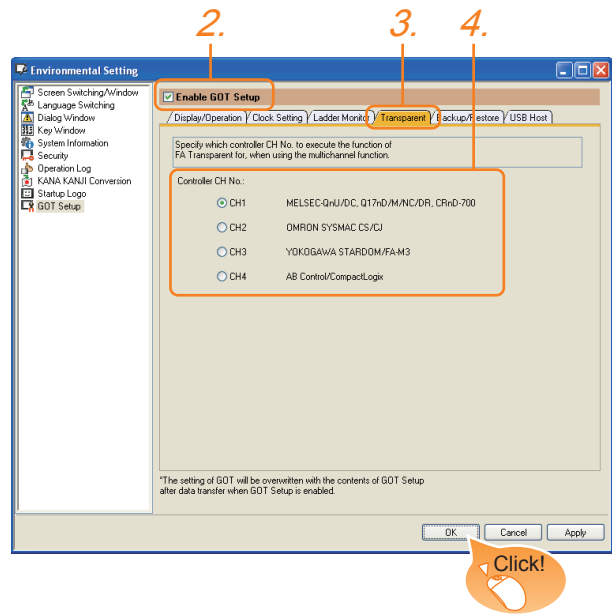 2. 3. 4.
Environmental Setting
Screen Switching/Window
Language Switching
Dialog Window
Key Window
System Information
Security
Operation Log
KANA KANJI Conversion
Startup Logo
GOT Setup
Enable GOT Setup
Display/Operation Clock Setting Ladder Monitor Transparent Backup/Restore USB Host
Specify which controller CH No. to execute the function of
FA Transparent for, when using the multichannel function.
Controller CH No.:
CH1 MELSEC-QnU/DC, Q17nD/M/NC/DR, CRnD-700
CH2 OMRON SYSMAC CS/CJ
CH3 YOKOGAWA STARDOM/FA-M3
CH4 AB Control/CompactLogix
*The setting of GOT will be overwritten with the contents of GOT Setup
after data transfer when GOT Setup is enabled.
OK Cancel Apply
Click!